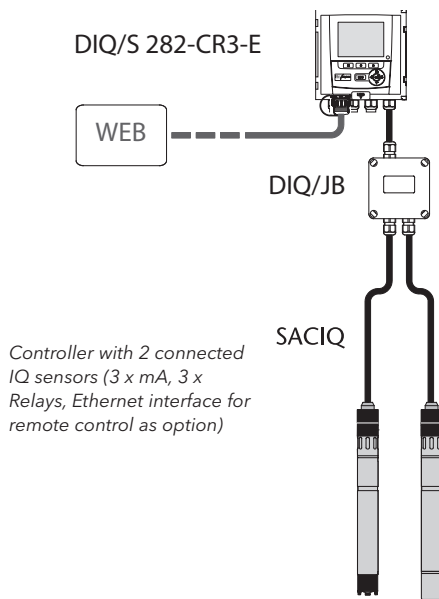 DIQ/S 282-CR3-E
WEB
DIQ/JB
SACIQ
Controller with 2 connected
IQ sensors (3 x mA, 3 x
Relays, Ethernet interface for
remote control as option)